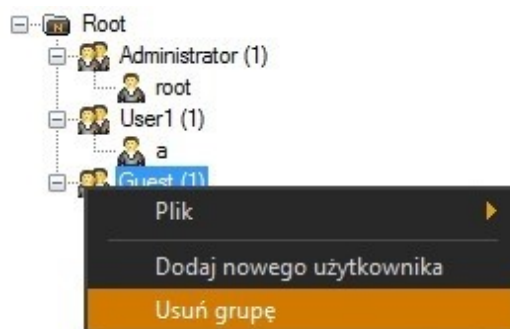 Root
Administrator (1)
root
User1 (1)
a
Guest (1)
Plik
Dodaj nowego użytkownika
Usuń grupę